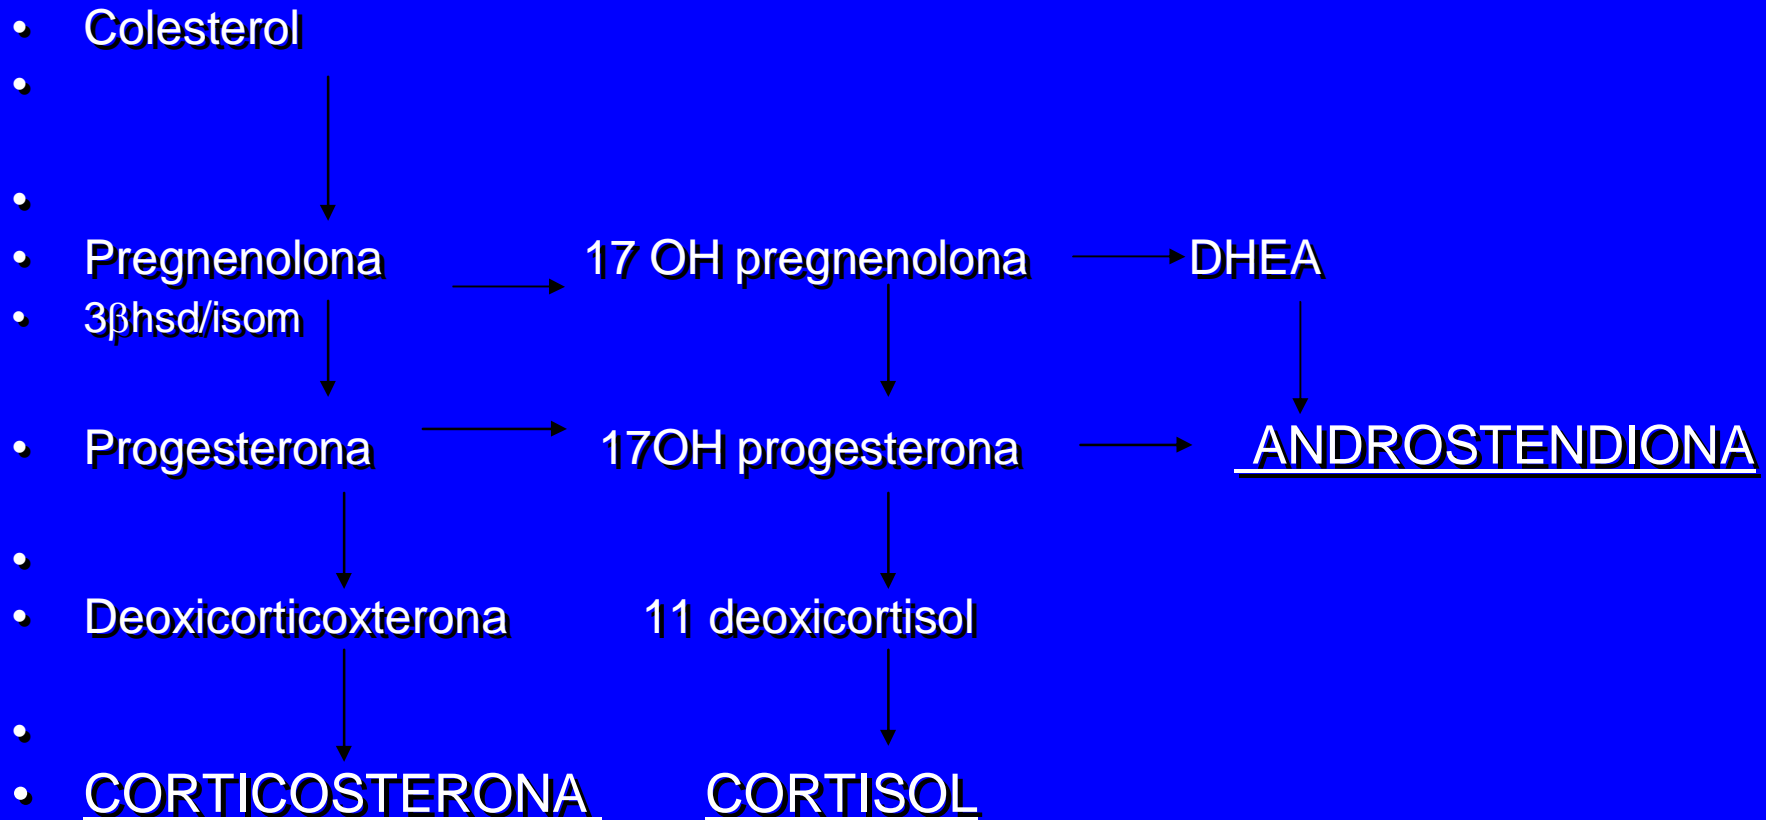 • Colesterol
•
•
• Pregnenolona 17 OH pregnenolona DHEA
• 3βhsd/isom
• Progesterona 17OH progesterona ANDROSTENDIONA
•
• Deoxicorticoxterona 11 deoxicortisol
•
• CORTICOSTERONA CORTISOL